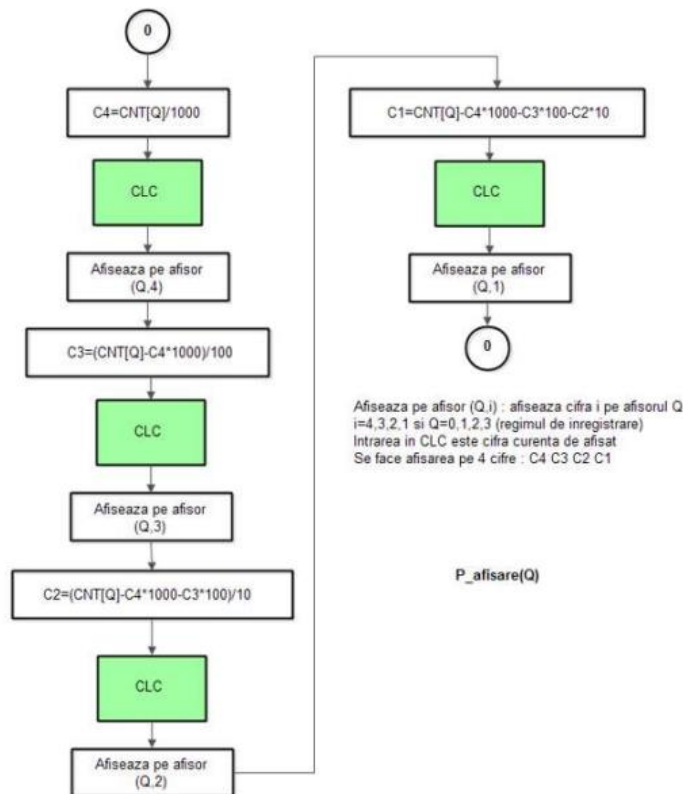 0
C4=CNT[Q]/1000
CLC
Afiseaza pe afisor
(Q,4)
C3=(CNT[Q]-C4*1000)/100
CLC
Afiseaza pe afisor
(Q,3)
C2=(CNT[Q]-C4*1000-C3*100)/10
CLC
Afiseaza pe afisor
(Q,2)
C1=CNT[Q]-C4*1000-C3*100-C2*10
CLC
Afiseaza pe afisor
(Q,1)
0
Afiseaza pe afisor (Q,i) : afiseaza cifra i pe afisorul Q
i=4,3,2,1 si Q=0,1,2,3 (regimul de inregistrare)
Intrarea in CLC este cifra curenta de afisat
Se face afisarea pe 4 cifre : C4 C3 C2 C1
P_afisare(Q)